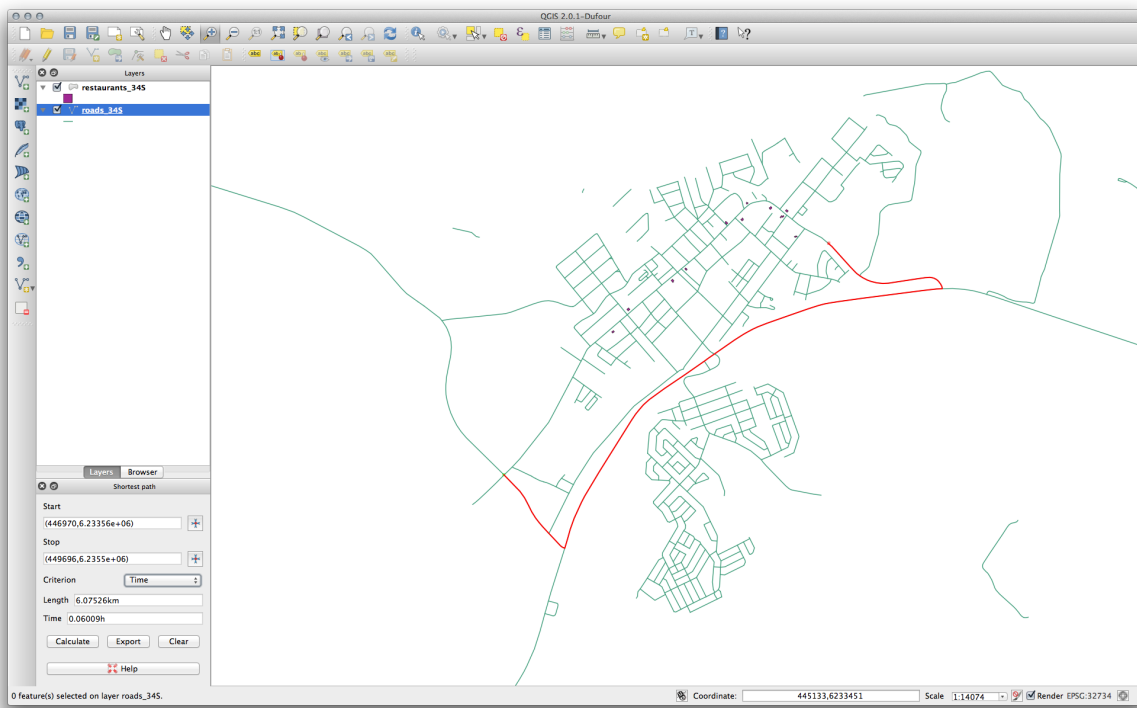 QGIS 2.0.1-Dufour
Layers
restaurants_34S
roads_34S
Layers
Browser
Shortest path
Start
(446970,6.23356e+06)
Stop
(449696,6.2355e+06)
Criterion
Time
Length
6.07526km
Time
0.06009h
Calculate
Export
Clear
Help
0 feature(s) selected on layer roads_34S.
Coordinate:
445133,6233451
Scale
1:14074
Render
EPSG:32734